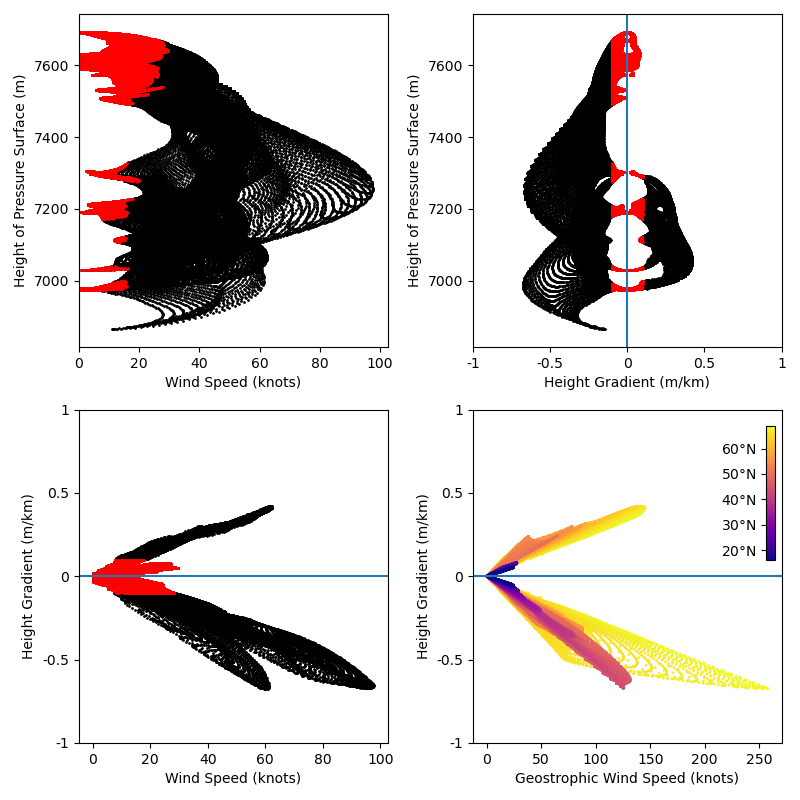 Height of Pressure Surface (m)
7600
7400
7200
7000
0 20 40 60 80 100
Wind Speed (knots)
Height of Pressure Surface (m)
7600
7400
7200
7000
-1 -0.5 0 0.5 1
Height Gradient (m/km)
Height Gradient (m/km)
1
0.5
0
-0.5
-1
0 20 40 60 80 100
Wind Speed (knots)
Height Gradient (m/km)
1
0.5
0
-0.5
-1
60°N
50°N
40°N
30°N
20°N
0 50 100 150 200 250
Geostrophic Wind Speed (knots)